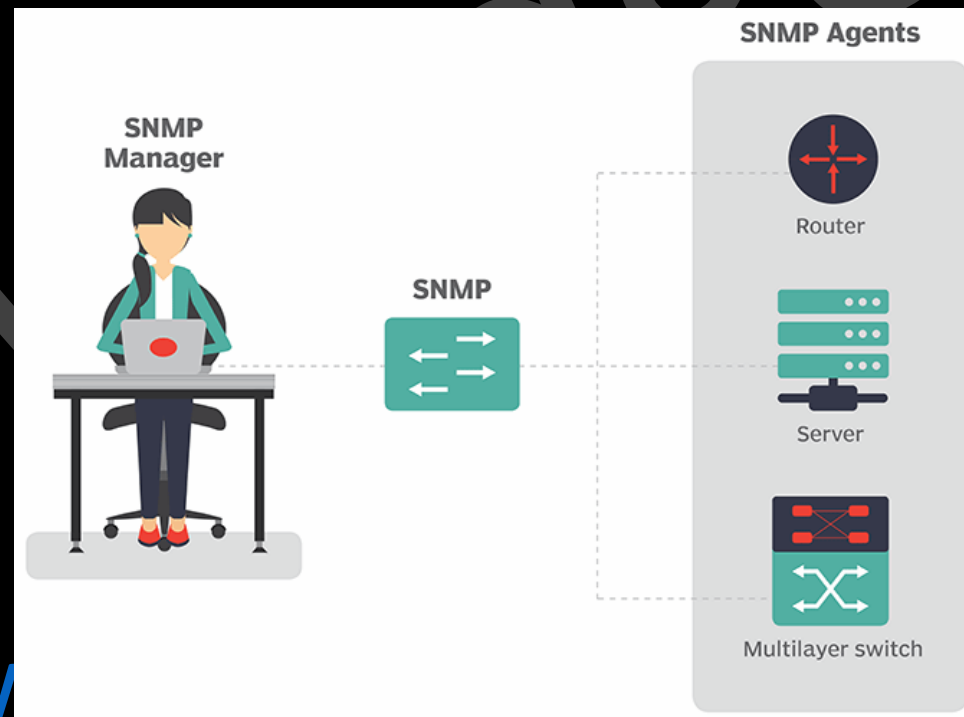 SNMP Agents
SNMP
Manager
SNMP
Router
Server
Multilayer switch